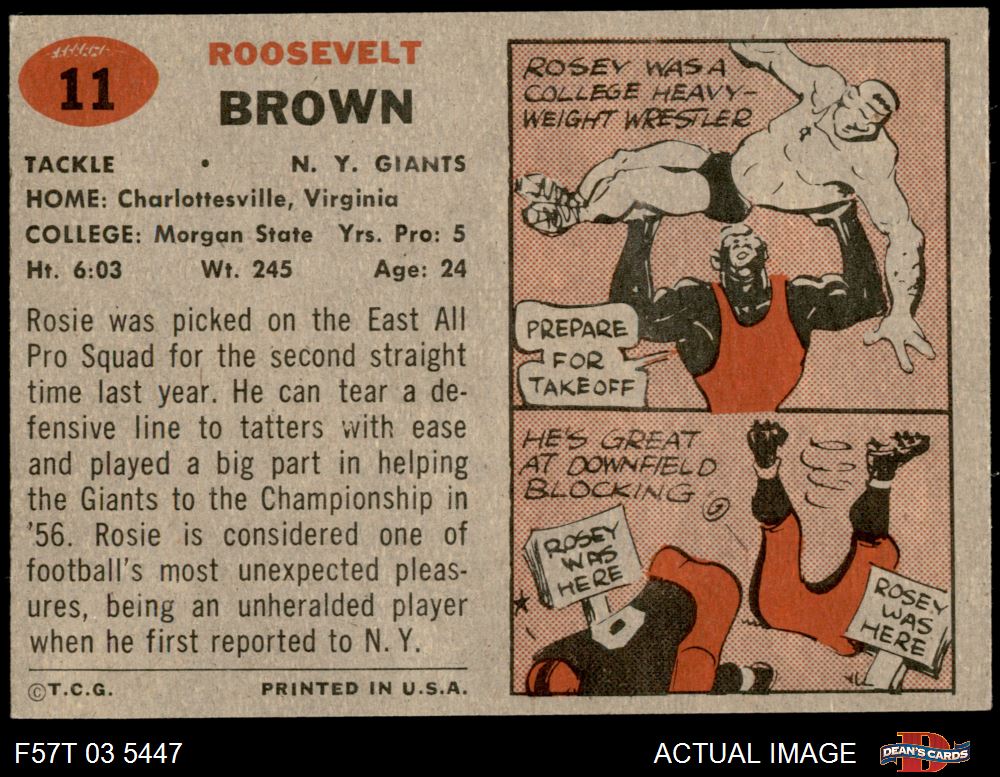 11
ROOSEVELT
BROWN
TACKLE • N. Y. GIANTS
HOME: Charlottesville, Virginia
COLLEGE: Morgan State Yrs. Pro: 5
Ht. 6:03 Wt. 245 Age: 24
Rosie was picked on the East All
Pro Squad for the second straight
time last year. He can tear a de-
fensive line to tatters with ease
and played a big part in helping
the Giants to the Championship in
'56. Rosie is considered one of
football's most unexpected pleas-
ures, being an unheralded player
when he first reported to N. Y.
©T.C.G. PRINTED IN U.S.A.
ROSEY WAS A
COLLEGE HEAVY-
WEIGHT WRESTLER
PREPARE
FOR
TAKEOFF
HE'S GREAT
AT DOWNFIELD
BLOCKING
ROSEY
WAS
HERE
ROSEY
WAS
HERE
F57T 03 5447
ACTUAL IMAGE
DEAN'S CARDS